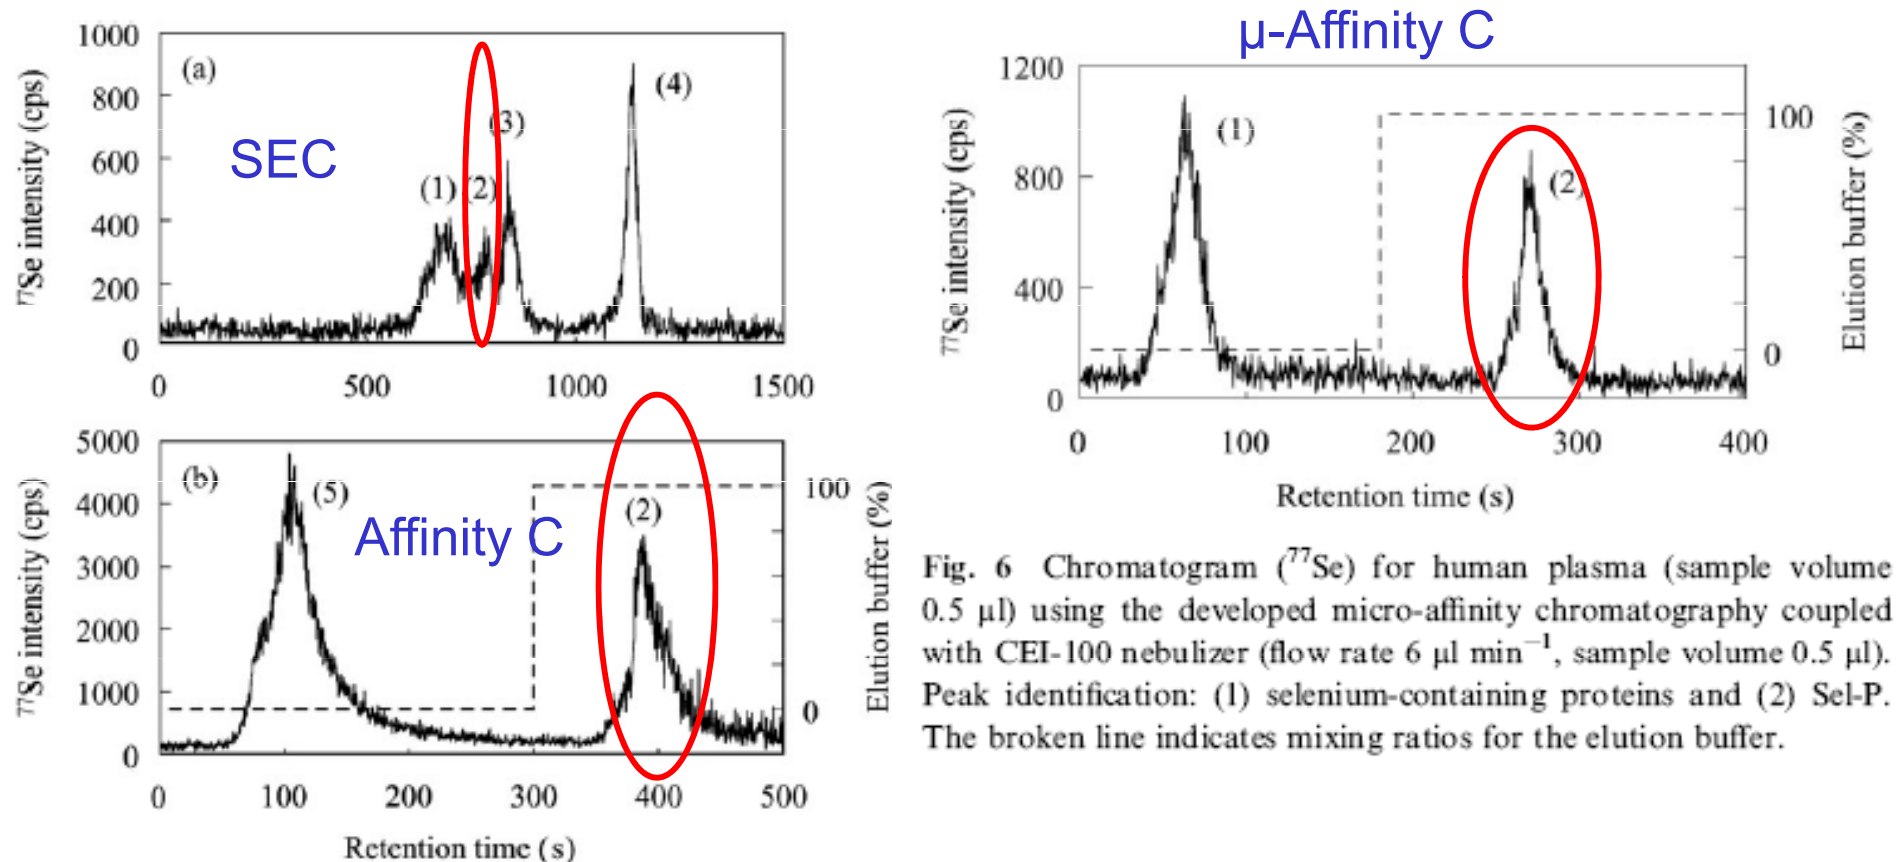 1000
800
600
400
200
0
⁷⁷Se intensity (cps)
(a)
SEC
(1)
(2)
(3)
(4)
0 500 1000 1500
5000
4000
3000
2000
1000
0
⁷⁷Se intensity (cps)
(b)
(5)
Affinity C
(2)
100
0
Elution buffer (%)
0 100 200 300 400 500
Retention time (s)
μ-Affinity C
1200
800
400
0
⁷⁷Se intensity (cps)
(1)
(2)
100
0
Elution buffer (%)
0 100 200 300 400
Retention time (s)
Fig. 6 Chromatogram (⁷⁷Se) for human plasma (sample volume
0.5 μl) using the developed micro-affinity chromatography coupled
with CEI-100 nebulizer (flow rate 6 μl min⁻¹, sample volume 0.5 μl).
Peak identification: (1) selenium-containing proteins and (2) Sel-P.
The broken line indicates mixing ratios for the elution buffer.